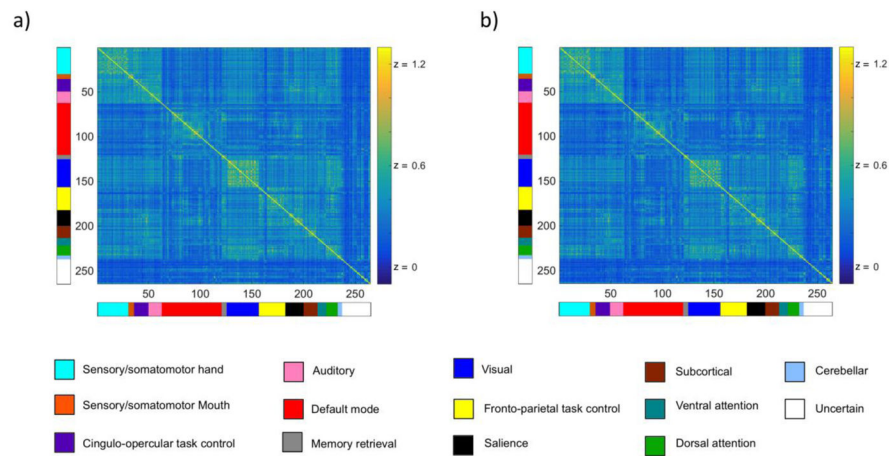 a)
b)
50
100
150
200
250
z = 1.2
z = 0.6
z = 0
50 100 150 200 250
50
100
150
200
250
z = 1.2
z = 0.6
z = 0
50 100 150 200 250
Sensory/somatomotor hand
Auditory
Visual
Subcortical
Cerebellar
Sensory/somatomotor Mouth
Default mode
Fronto-parietal task control
Ventral attention
Uncertain
Cingulo-opercular task control
Memory retrieval
Salience
Dorsal attention